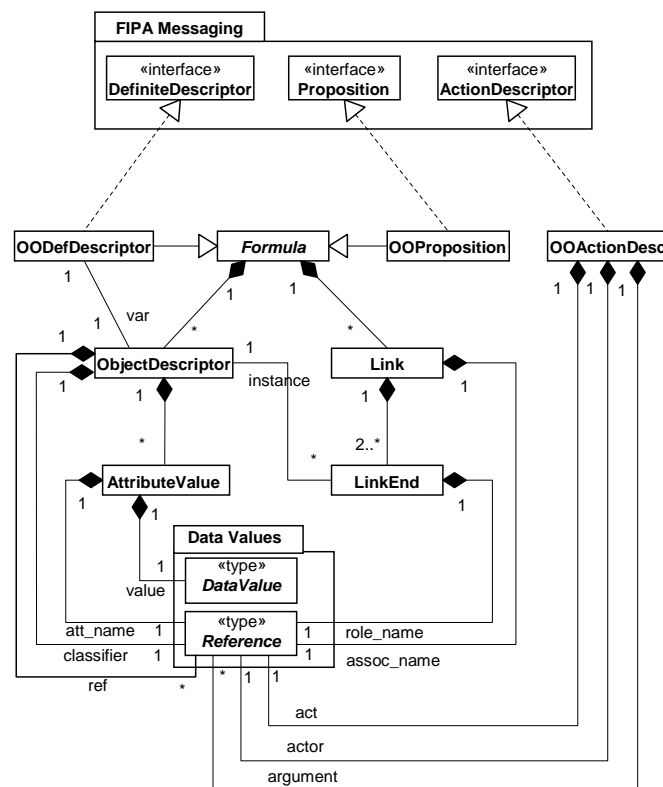 FIPA Messaging
«interface» «interface» «interface»
DefiniteDescriptor Proposition ActionDescriptor
OODefDescriptor Formula OOProposition OOActionDesc
1 1 1 1 1 1
1 var * *
1 ObjectDescriptor 1 Link
1 1 instance 1 1
* 2..* *
AttributeValue LinkEnd
1 1 1
Data Values
1 «type»
value DataValue
«type»
att_name 1 Reference 1 role_name
classifier 1 1 assoc_name
ref * * 1 1
act
actor
argument